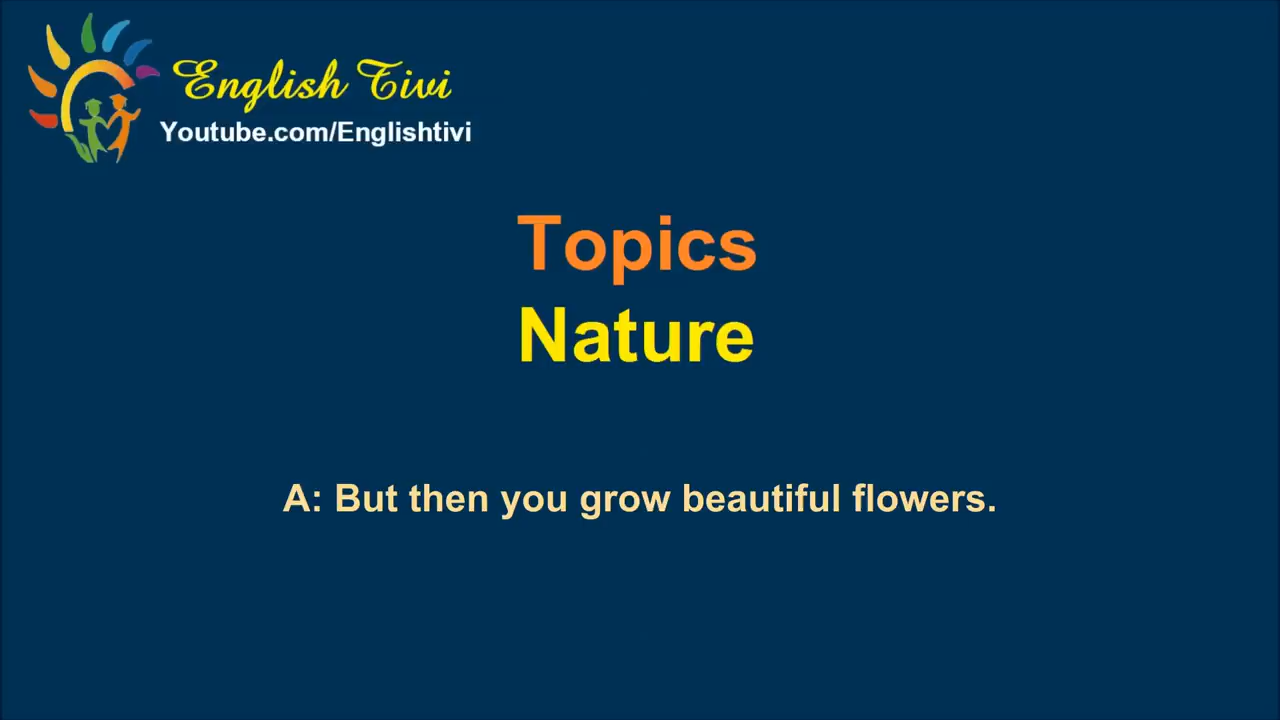 English Tivi
Youtube.com/Englishtivi
Topics
Nature
A: But then you grow beautiful flowers.